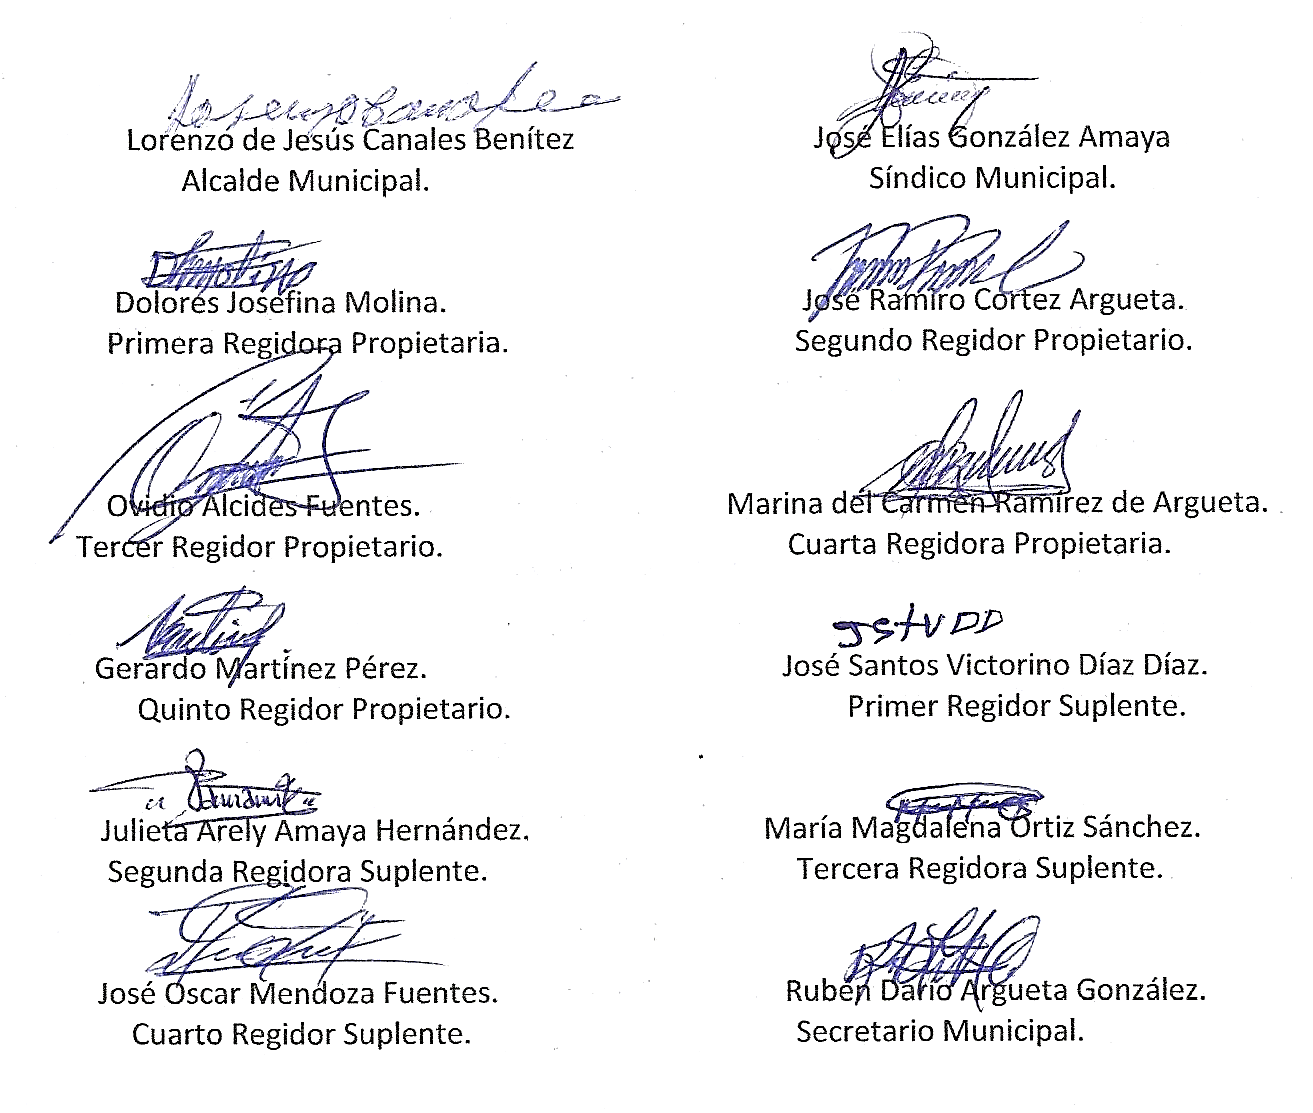 Lorenzo de Jesús Canales Benítez
Alcalde Municipal.
José Elías González Amaya
Síndico Municipal.
Dolores Josefina Molina.
Primera Regidora Propietaria.
José Ramiro Cortez Argueta.
Segundo Regidor Propietario.
Ovidio Alcides Fuentes.
Tercer Regidor Propietario.
Marina del Carmen Ramírez de Argueta.
Cuarta Regidora Propietaria.
Gerardo Martínez Pérez.
Quinto Regidor Propietario.
JStVDD
José Santos Victorino Díaz Díaz.
Primer Regidor Suplente.
Julieta Arely Amaya Hernández.
Segunda Regidora Suplente.
María Magdalena Ortiz Sánchez.
Tercera Regidora Suplente.
José Oscar Mendoza Fuentes.
Cuarto Regidor Suplente.
Rubén Darío Argueta González.
Secretario Municipal.